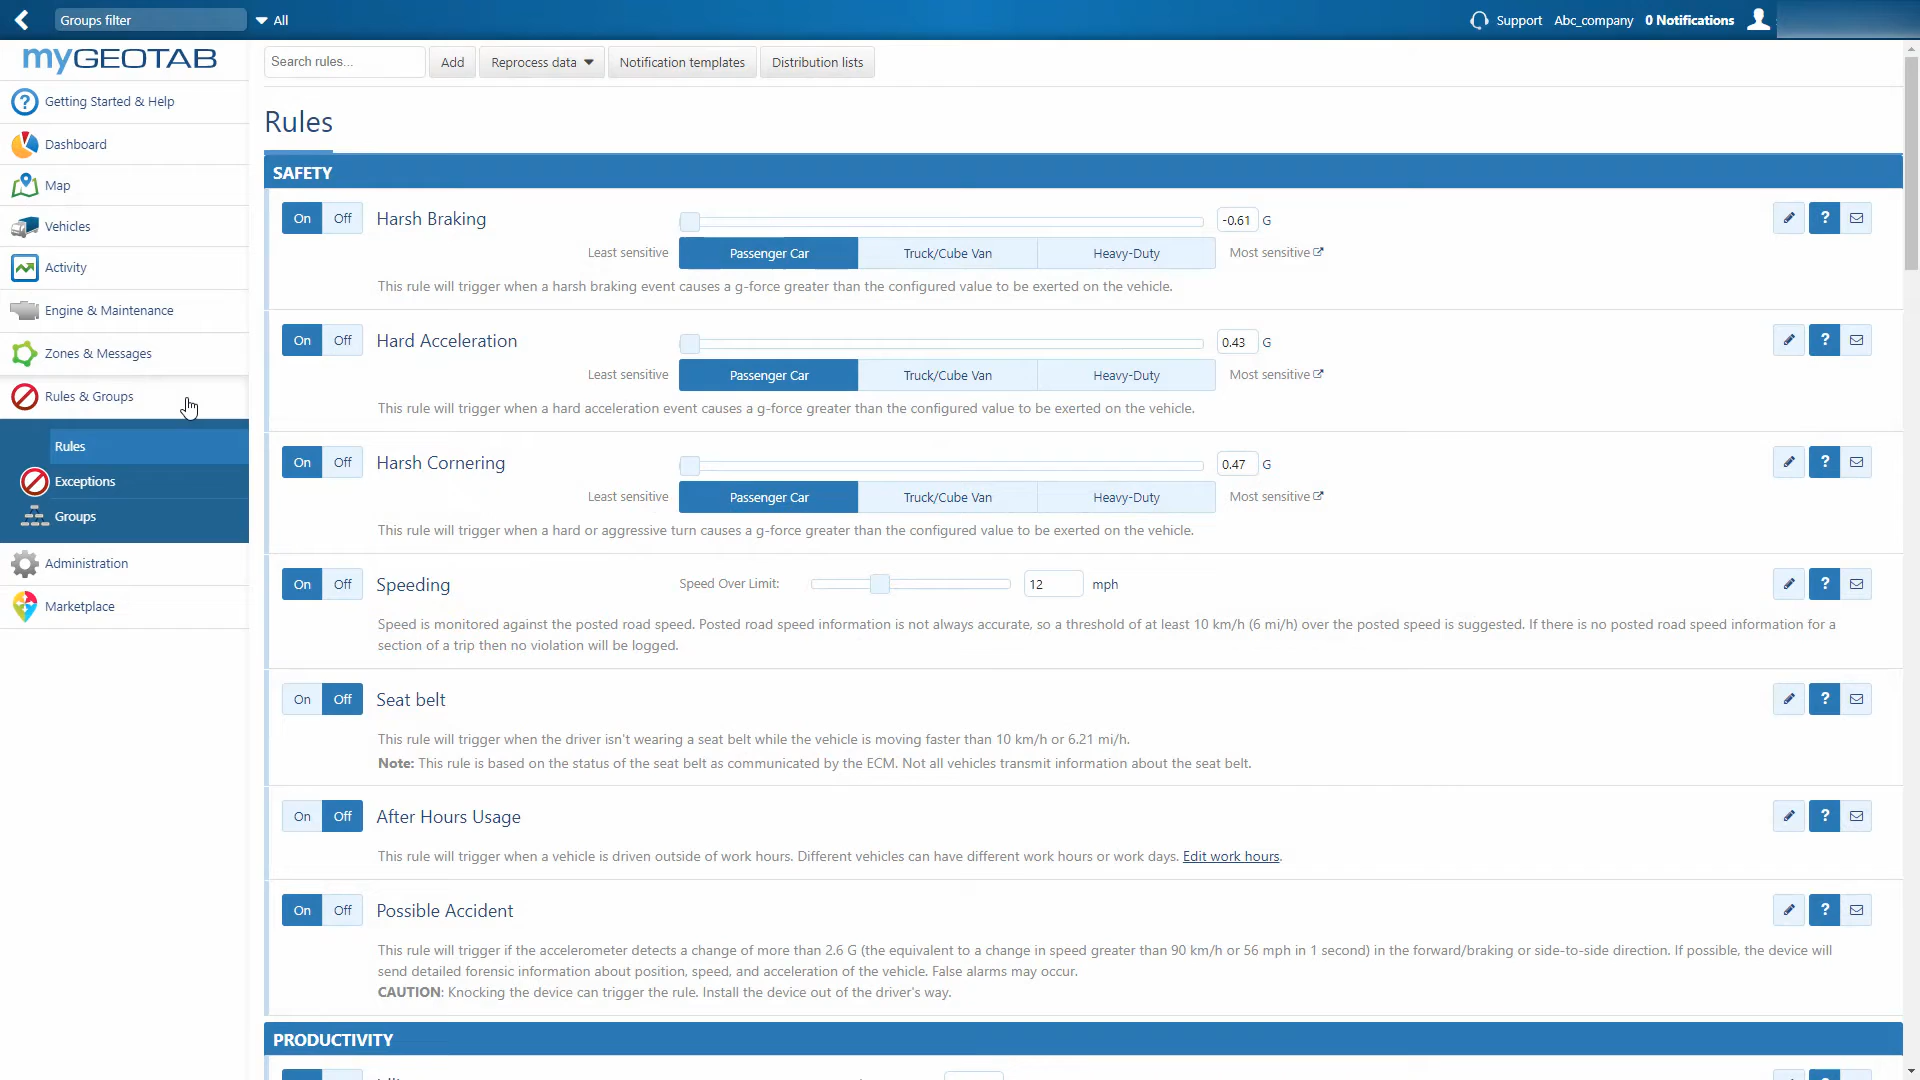 Groups filter
All
Support
Abc_company
0 Notifications
myGEOTAB
Getting Started & Help
Dashboard
Map
Vehicles
Activity
Engine & Maintenance
Zones & Messages
Rules & Groups
Rules
Exceptions
Groups
Administration
Marketplace
Search rules...
Add
Reprocess data
Notification templates
Distribution lists
Rules
SAFETY
On Off Harsh Braking -0.61 G ?
Least sensitive Passenger Car Truck/Cube Van Heavy-Duty Most sensitive
This rule will trigger when a harsh braking event causes a g-force greater than the configured value to be exerted on the vehicle.
On Off Hard Acceleration 0.43 G ?
Least sensitive Passenger Car Truck/Cube Van Heavy-Duty Most sensitive
This rule will trigger when a hard acceleration event causes a g-force greater than the configured value to be exerted on the vehicle.
On Off Harsh Cornering 0.47 G ?
Least sensitive Passenger Car Truck/Cube Van Heavy-Duty Most sensitive
This rule will trigger when a hard or aggressive turn causes a g-force greater than the configured value to be exerted on the vehicle.
On Off Speeding Speed Over Limit: 12 mph ?
Speed is monitored against the posted road speed. Posted road speed information is not always accurate, so a threshold of at least 10 km/h (6 mi/h) over the posted speed is suggested. If there is no posted road speed information for a
section of a trip then no violation will be logged.
On Off Seat belt ?
This rule will trigger when the driver isn't wearing a seat belt while the vehicle is moving faster than 10 km/h or 6.21 mi/h.
Note: This rule is based on the status of the seat belt as communicated by the ECM. Not all vehicles transmit information about the seat belt.
On Off After Hours Usage ?
This rule will trigger when a vehicle is driven outside of work hours. Different vehicles can have different work hours or work days. Edit work hours.
On Off Possible Accident ?
This rule will trigger if the accelerometer detects a change of more than 2.6 G (the equivalent to a change in speed greater than 90 km/h or 56 mph in 1 second) in the forward/braking or side-to-side direction. If possible, the device will
send detailed forensic information about position, speed, and acceleration of the vehicle. False alarms may occur.
CAUTION: Knocking the device can trigger the rule. Install the device out of the driver's way.
PRODUCTIVITY